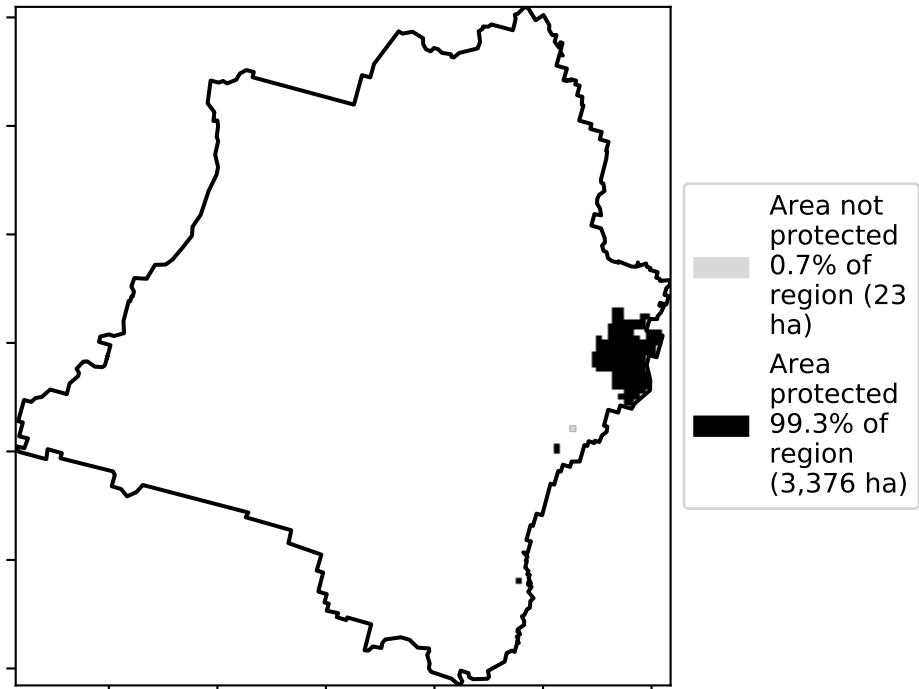 Area not
protected
0.7% of
region (23
ha)
Area
protected
99.3% of
region
(3,376 ha)